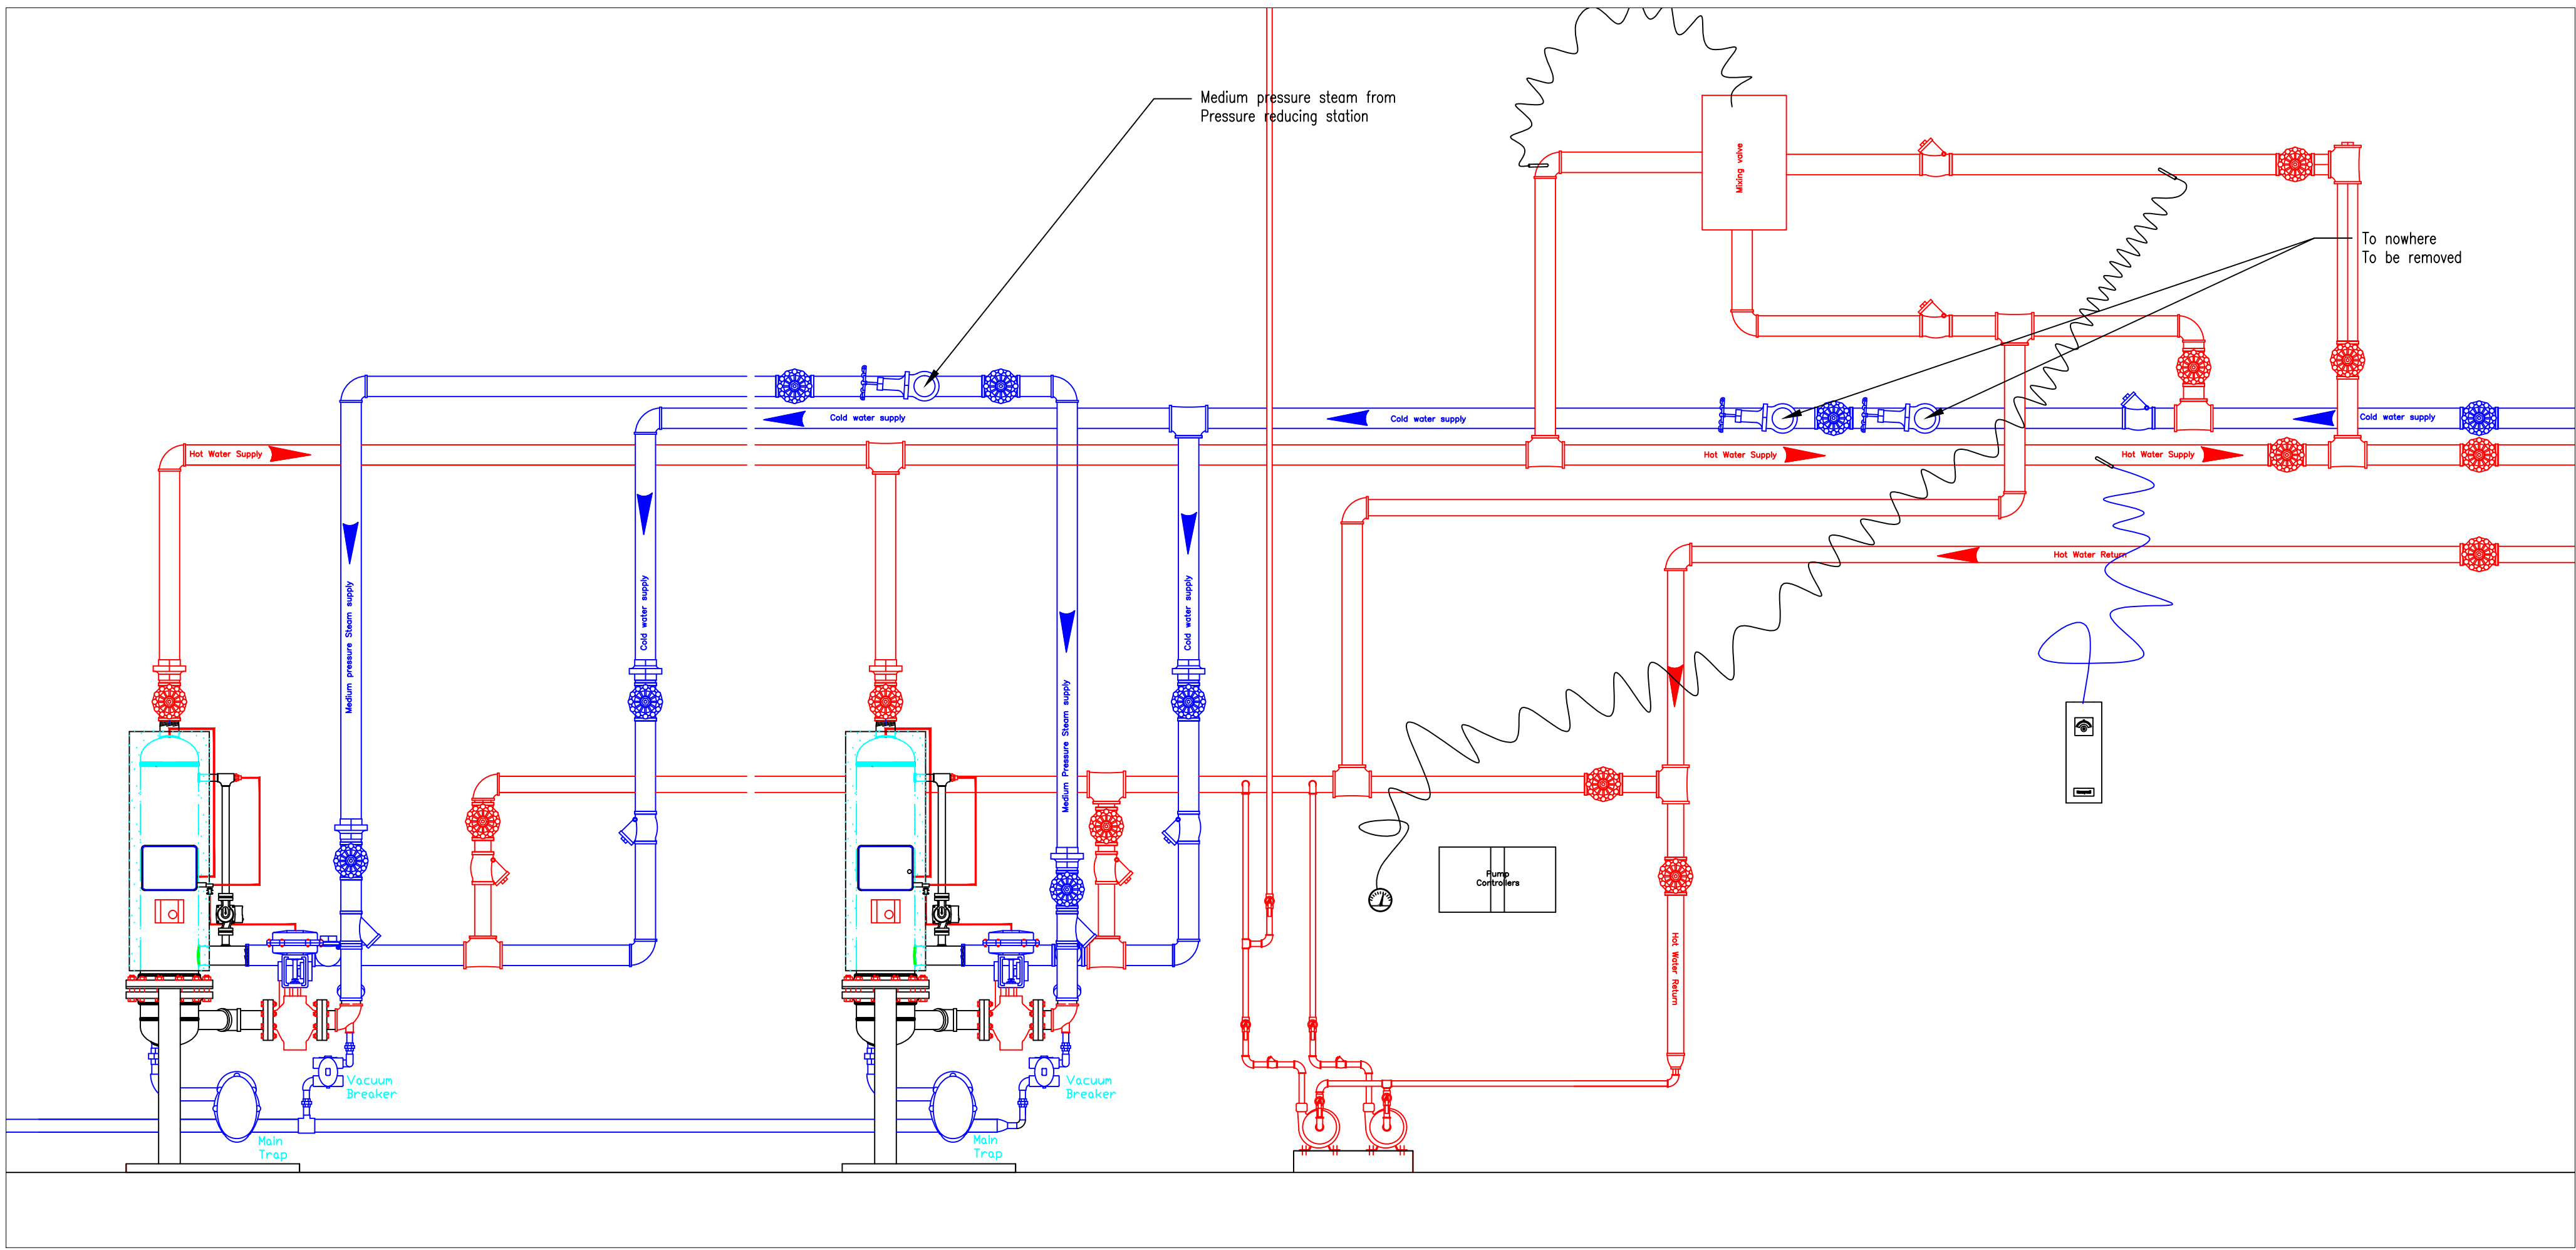 Medium pressure steam from
Pressure reducing station
Mixing valve
To nowhere
To be removed
Cold water supply
Cold water supply
Cold water supply
Hot Water Supply
Hot Water Supply
Hot Water Supply
Hot Water Return
Medium pressure Steam supply
Cold water supply
Medium Pressure Steam supply
Cold water supply
Pump
Controllers
Hot Water Return
Vacuum
Breaker
Vacuum
Breaker
Main
Trap
Main
Trap